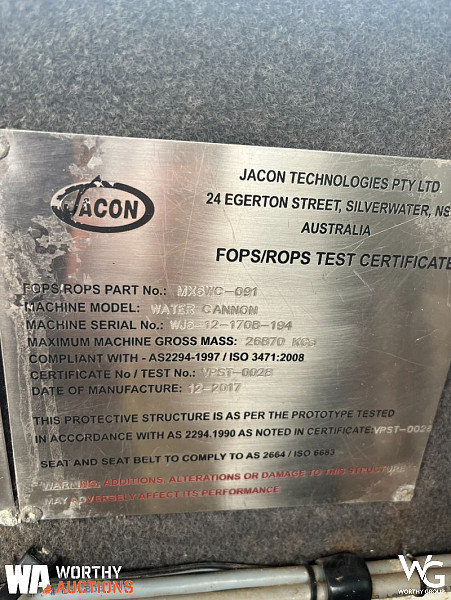 JACON
JACON TECHNOLOGIES PTY LTD.
24 EGERTON STREET, SILVERWATER, NS
AUSTRALIA
FOPS/ROPS TEST CERTIFICATE
FOPS/ROPS PART No.: MX6WC-091
MACHINE MODEL: WATER CANNON
MACHINE SERIAL No.: WJ6-12-1708-194
MAXIMUM MACHINE GROSS MASS: 26870 KGs
COMPLIANT WITH - AS2294-1997 / ISO 3471:2008
CERTIFICATE No / TEST No.: VPST-0028
DATE OF MANUFACTURE: 12-2017
THIS PROTECTIVE STRUCTURE IS AS PER THE PROTOTYPE TESTED
IN ACCORDANCE WITH AS 2294.1990 AS NOTED IN CERTIFICATE: VPST-0028
SEAT AND SEAT BELT TO COMPLY TO AS 2664 / ISO 6683
WARNING, ADDITIONS, ALTERATIONS OR DAMAGE TO THIS STRUCTURE
MAY ADVERSELY AFFECT ITS PERFORMANCE
WA WORTHY AUCTIONS
WG
WORTHY GROUP